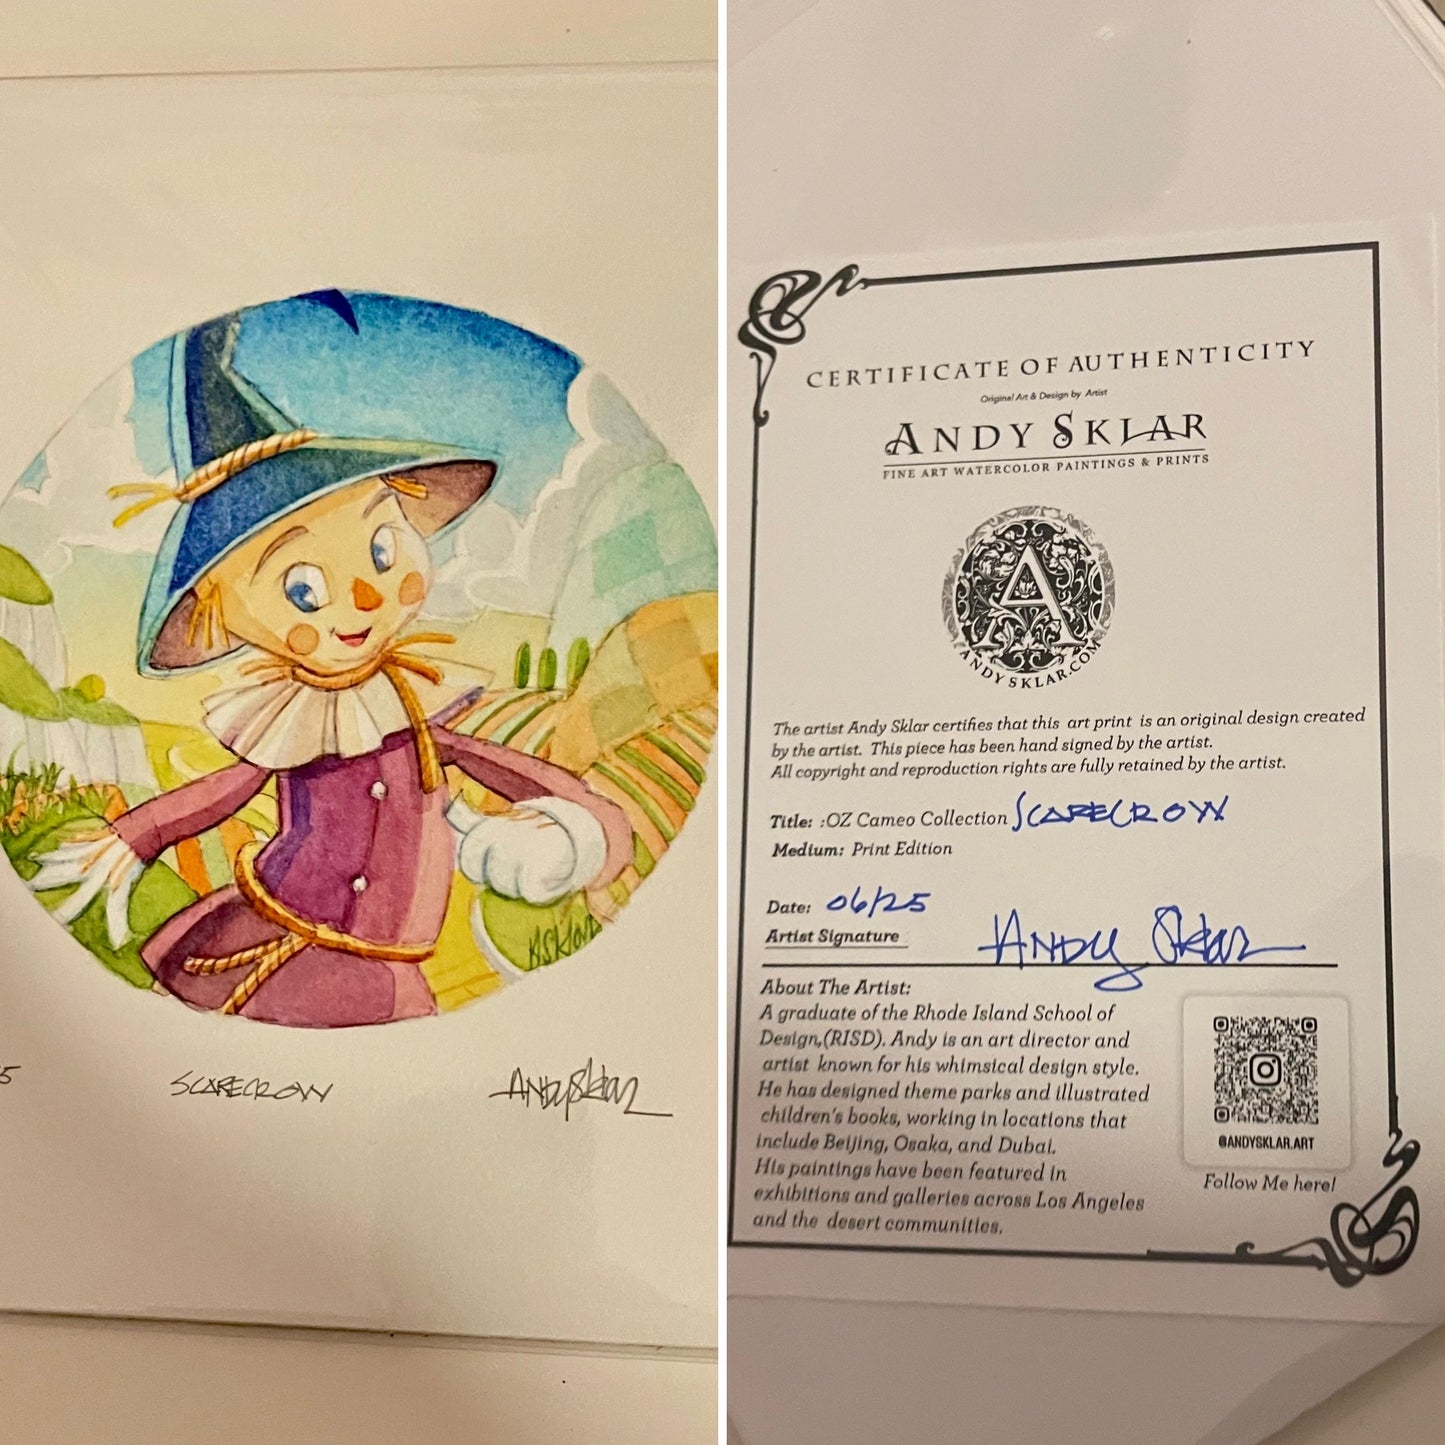 ASklar
5
SCARECROW
ANDY Sklar
CERTIFICATE OF AUTHENTICITY
Original Art & Design by Artist
ANDY SKLAR
FINE ART WATERCOLOR PAINTINGS & PRINTS
A
ANDYSKLAR.COM
The artist Andy Sklar certifies that this art print is an original design created
by the artist. This piece has been hand signed by the artist.
All copyright and reproduction rights are fully retained by the artist.
Title: :OZ Cameo Collection SCARECROW
Medium: Print Edition
Date: 06/25
Artist Signature ANDY Sklar
About The Artist:
A graduate of the Rhode Island School of
Design,(RISD). Andy is an art director and
artist known for his whimsical design style.
He has designed theme parks and illustrated
children's books, working in locations that
include Beijing, Osaka, and Dubai.
His paintings have been featured in
exhibitions and galleries across Los Angeles
and the desert communities.
@ANDYSKLAR.ART
Follow Me here!